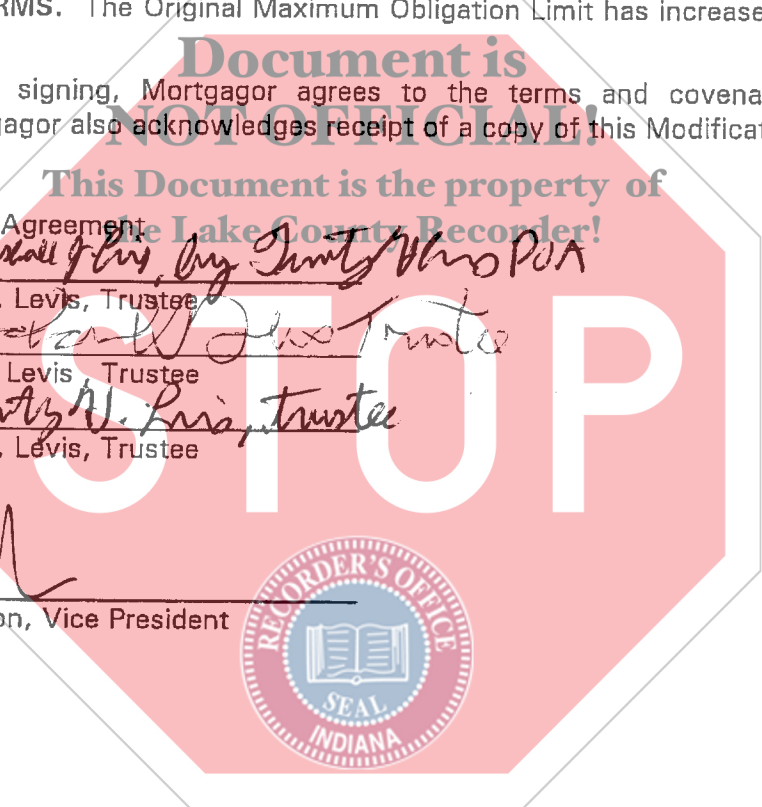 RMS. The Original Maximum Obligation Limit has increase
Document is
signing, Mortgagor agrees to the terms and covena
NOT OFFICIAL!
gagor also acknowledges receipt of a copy of this Modificat
This Document is the property of
Agreement
the Lake County Recorder!
by POA
. Levis, Trustee
STOP
Trustee
Levis, Trustee
trustee
. Levis, Trustee
on, Vice President
RECORDER'S OFFICE
SEAL
INDIANA